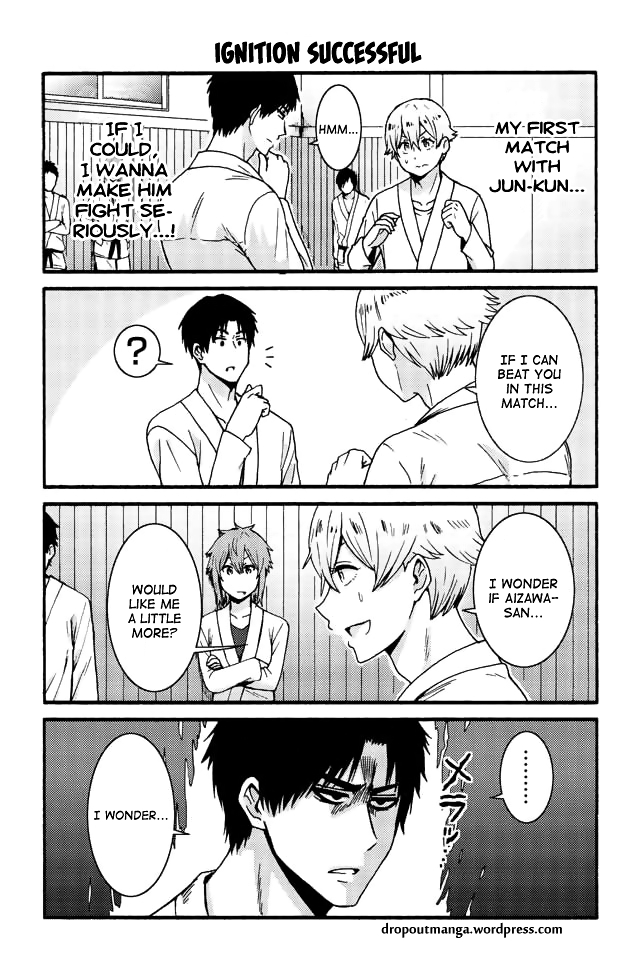 IGNITION SUCCESSFUL
MY FIRST
MATCH
WITH
JUN-KUN...
HMM...
IF I
COULD,
I WANNA
MAKE HIM
FIGHT SE-
RIOUSLY...!
IF I CAN
BEAT YOU
IN THIS
MATCH...
?
I WONDER
IF AIZAWA-
SAN...
WOULD
LIKE ME
A LITTLE
MORE?
.........
メラッ…
I WONDER...
dropoutmanga.wordpress.com